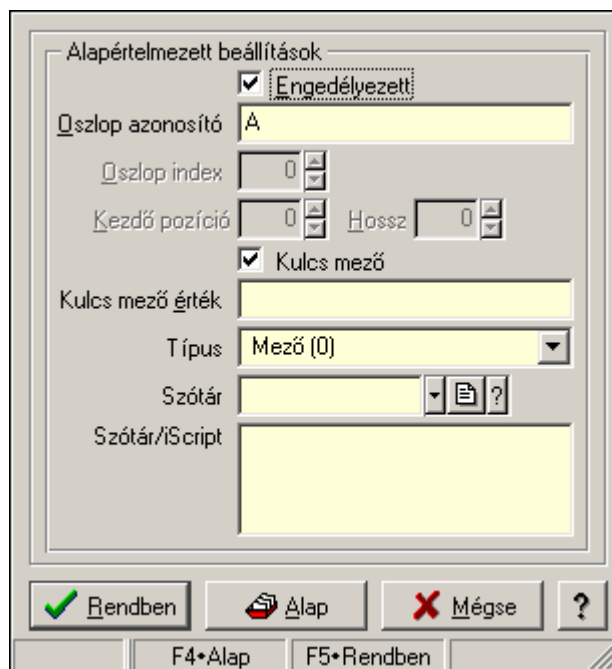 Alapértelmezett beállítások
Engedélyezett
Oszlop azonosító A
Oszlop index 0
Kezdő pozíció 0 Hossz 0
Kulcs mező
Kulcs mező érték
Típus Mező (0)
Szótár ?
Szótár/iScript
Rendben Alap Mégse ?
F4•Alap F5•Rendben